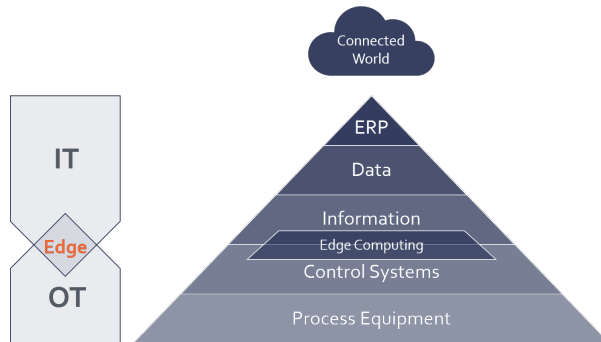 Connected
World
IT
Edge
OT
ERP
Data
Information
Edge Computing
Control Systems
Process Equipment